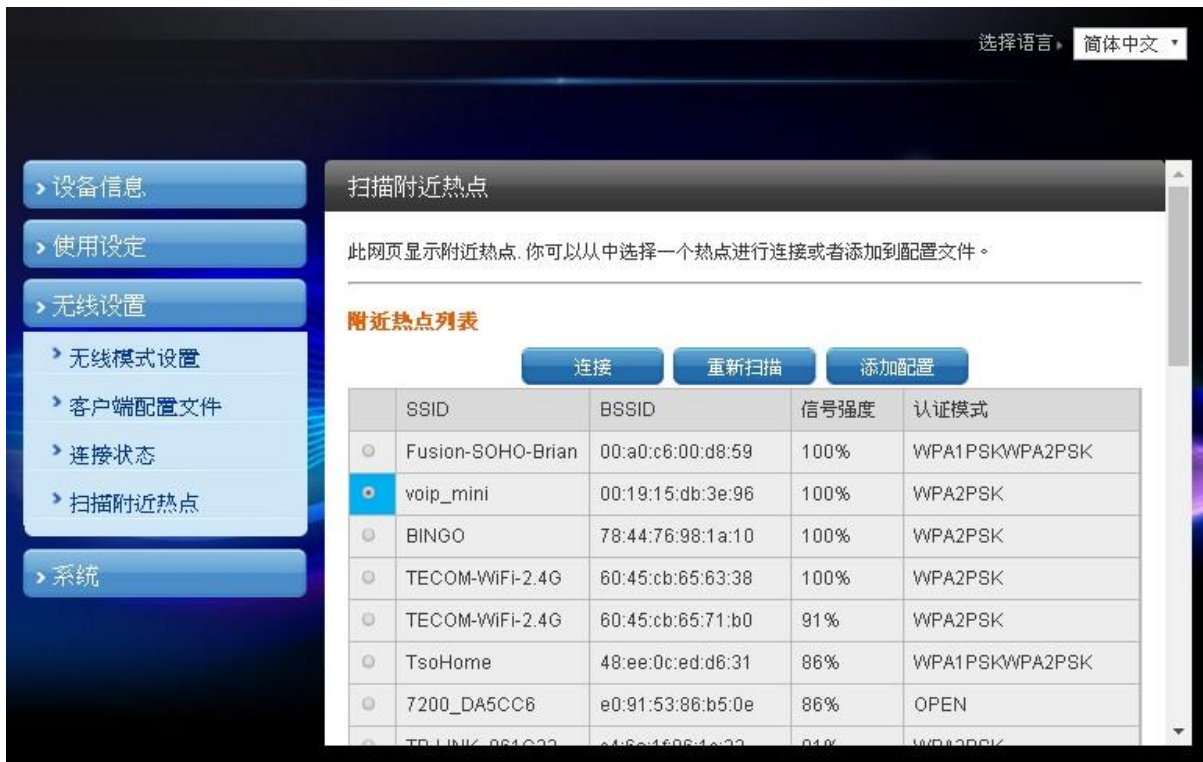 选择语言 简体中文
设备信息
使用设定
无线设置
无线模式设置
客户端配置文件
连接状态
扫描附近热点
系统
扫描附近热点
此网页显示附近热点. 你可以从中选择一个热点进行连接或者添加到配置文件。
附近热点列表
连接 重新扫描 添加配置
SSID BSSID 信号强度 认证模式
Fusion-SOHO-Brian 00:a0:c6:00:d8:59 100% WPA1PSKWPA2PSK
voip_mini 00:19:15:db:3e:96 100% WPA2PSK
BINGO 78:44:76:98:1a:10 100% WPA2PSK
TECOM-WiFi-2.4G 60:45:cb:65:63:38 100% WPA2PSK
TECOM-WiFi-2.4G 60:45:cb:65:71:b0 91% WPA2PSK
TsoHome 48:ee:0c:ed:d6:31 86% WPA1PSKWPA2PSK
7200_DA5CC6 e0:91:53:86:b5:0e 86% OPEN